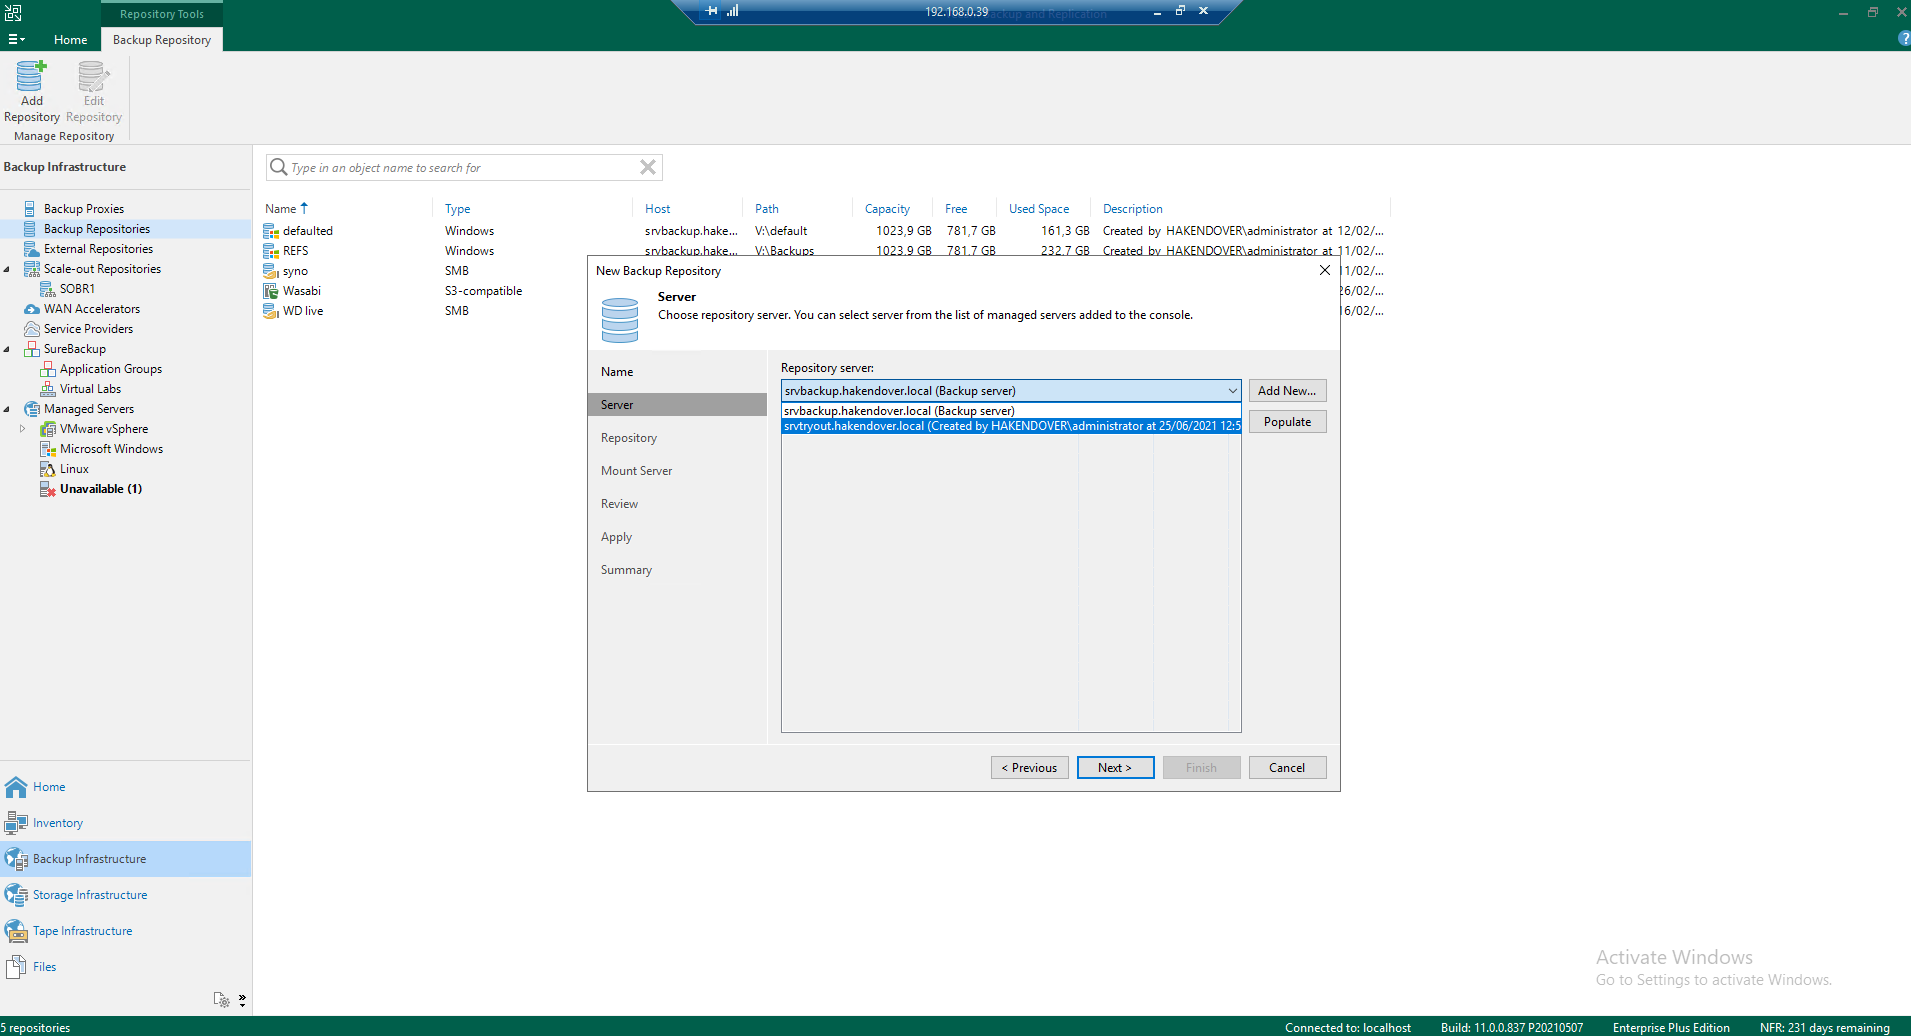 Repository Tools
192.168.0.39
ackup and Replication
Home
Backup Repository
Add
Repository
Edit
Repository
Manage Repository
Backup Infrastructure
Type in an object name to search for
Backup Proxies
Backup Repositories
External Repositories
Scale-out Repositories
SOBR1
WAN Accelerators
Service Providers
SureBackup
Application Groups
Virtual Labs
Managed Servers
VMware vSphere
Microsoft Windows
Linux
Unavailable (1)
Name Type Host Path Capacity Free Used Space Description
defaulted Windows srvbackup.hake... V:\default 1023,9 GB 781,7 GB 161,3 GB Created by HAKENDOVER\administrator at 12/02/...
REFS Windows srvbackup.hake... V:\Backups 1023,9 GB 781,7 GB 232,7 GB Created by HAKENDOVER\administrator at 11/02/...
syno SMB 11/02/...
Wasabi S3-compatible 26/02/...
WD live SMB 16/02/...
New Backup Repository
Server
Choose repository server. You can select server from the list of managed servers added to the console.
Name
Server
Repository
Mount Server
Review
Apply
Summary
Repository server:
srvbackup.hakendover.local (Backup server)
Add New...
srvbackup.hakendover.local (Backup server)
srvtryout.hakendover.local (Created by HAKENDOVER\administrator at 25/06/2021 12:5
Populate
< Previous
Next >
Finish
Cancel
Home
Inventory
Backup Infrastructure
Storage Infrastructure
Tape Infrastructure
Files
Activate Windows
Go to Settings to activate Windows.
5 repositories
Connected to: localhost
Build: 11.0.0.837 P20210507
Enterprise Plus Edition
NFR: 231 days remaining